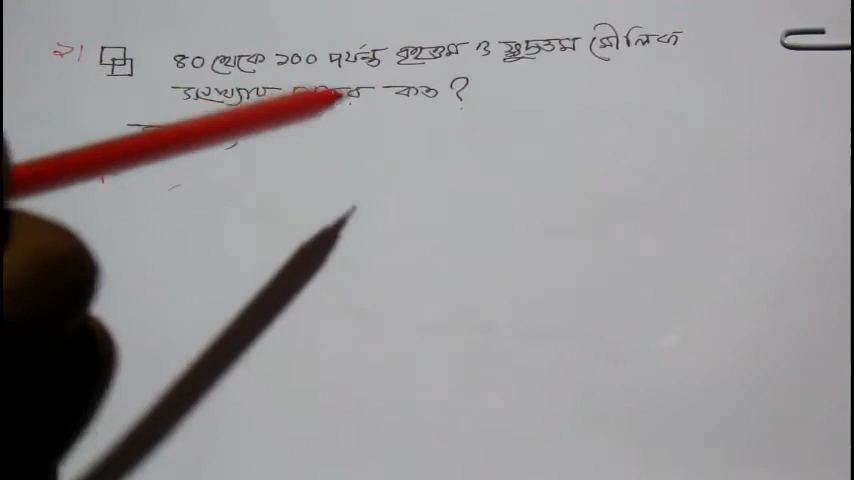 ২। ৪০ থেকে ১০০ পর্যন্ত বৃহত্তম ও ক্ষুদ্রতম মৌলিক
সংখ্যার কত ?